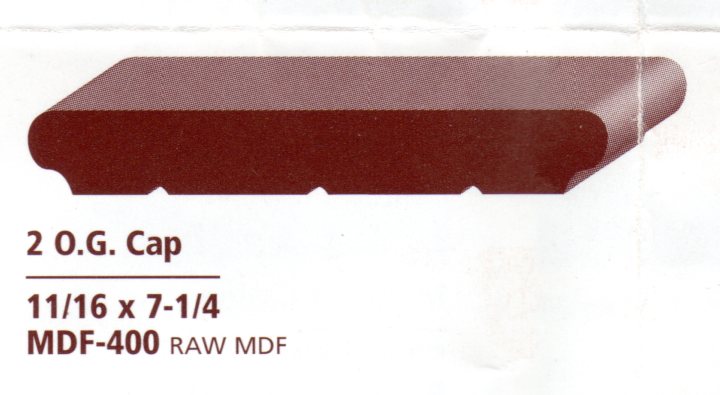 2 O.G. Cap
11/16 x 7-1/4
MDF-400 RAW MDF